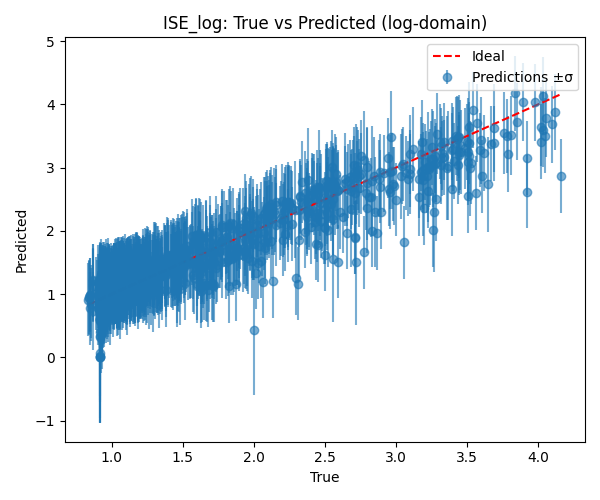 ISE_log: True vs Predicted (log-domain)
Ideal
Predictions ±σ
Predicted
5
4
3
2
1
0
−1
1.0 1.5 2.0 2.5 3.0 3.5 4.0
True